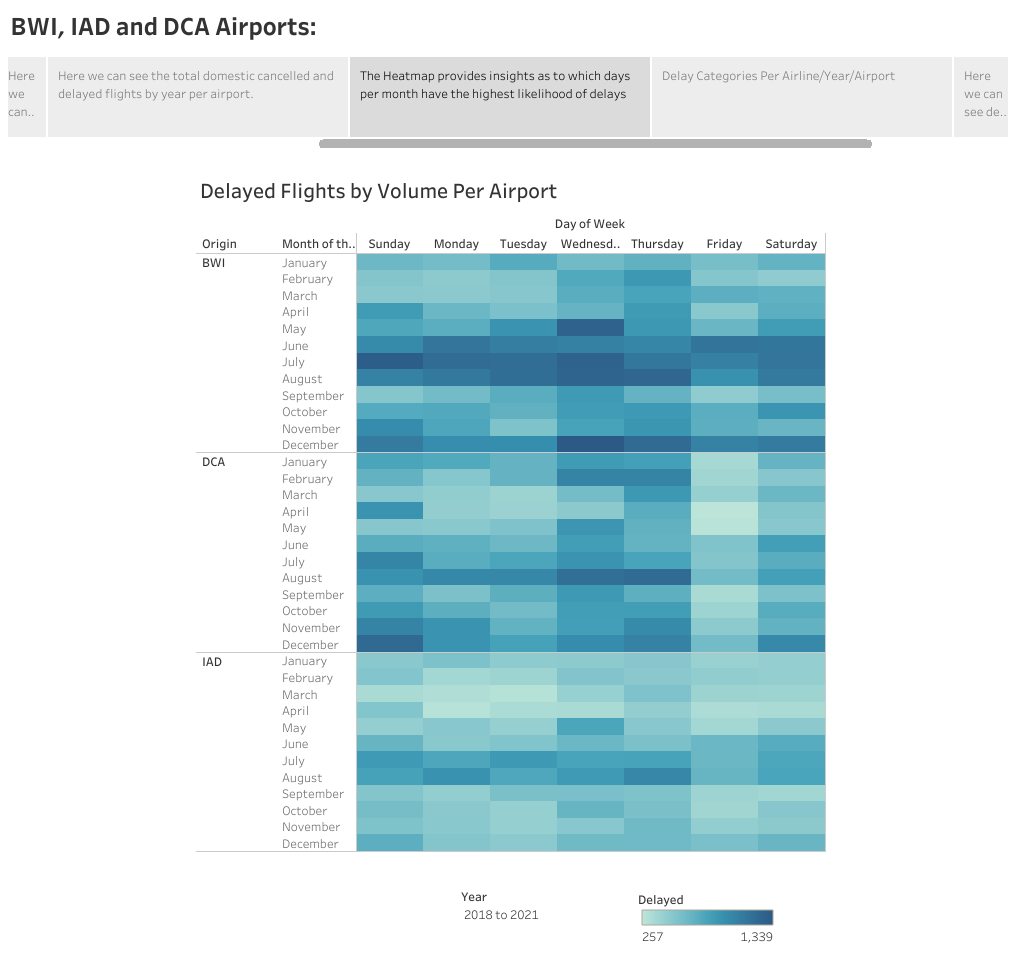 BWI, IAD and DCA Airports:
Here
we
can..
Here we can see the total domestic cancelled and
delayed flights by year per airport.
The Heatmap provides insights as to which days
per month have the highest likelihood of delays
Delay Categories Per Airline/Year/Airport
Here
we can
see de..
Delayed Flights by Volume Per Airport
Day of Week
Origin Month of th.. Sunday Monday Tuesday Wednesd.. Thursday Friday Saturday
BWI January
February
March
April
May
June
July
August
September
October
November
December
DCA January
February
March
April
May
June
July
August
September
October
November
December
IAD January
February
March
April
May
June
July
August
September
October
November
December
Year
2018 to 2021
Delayed
257 1,339